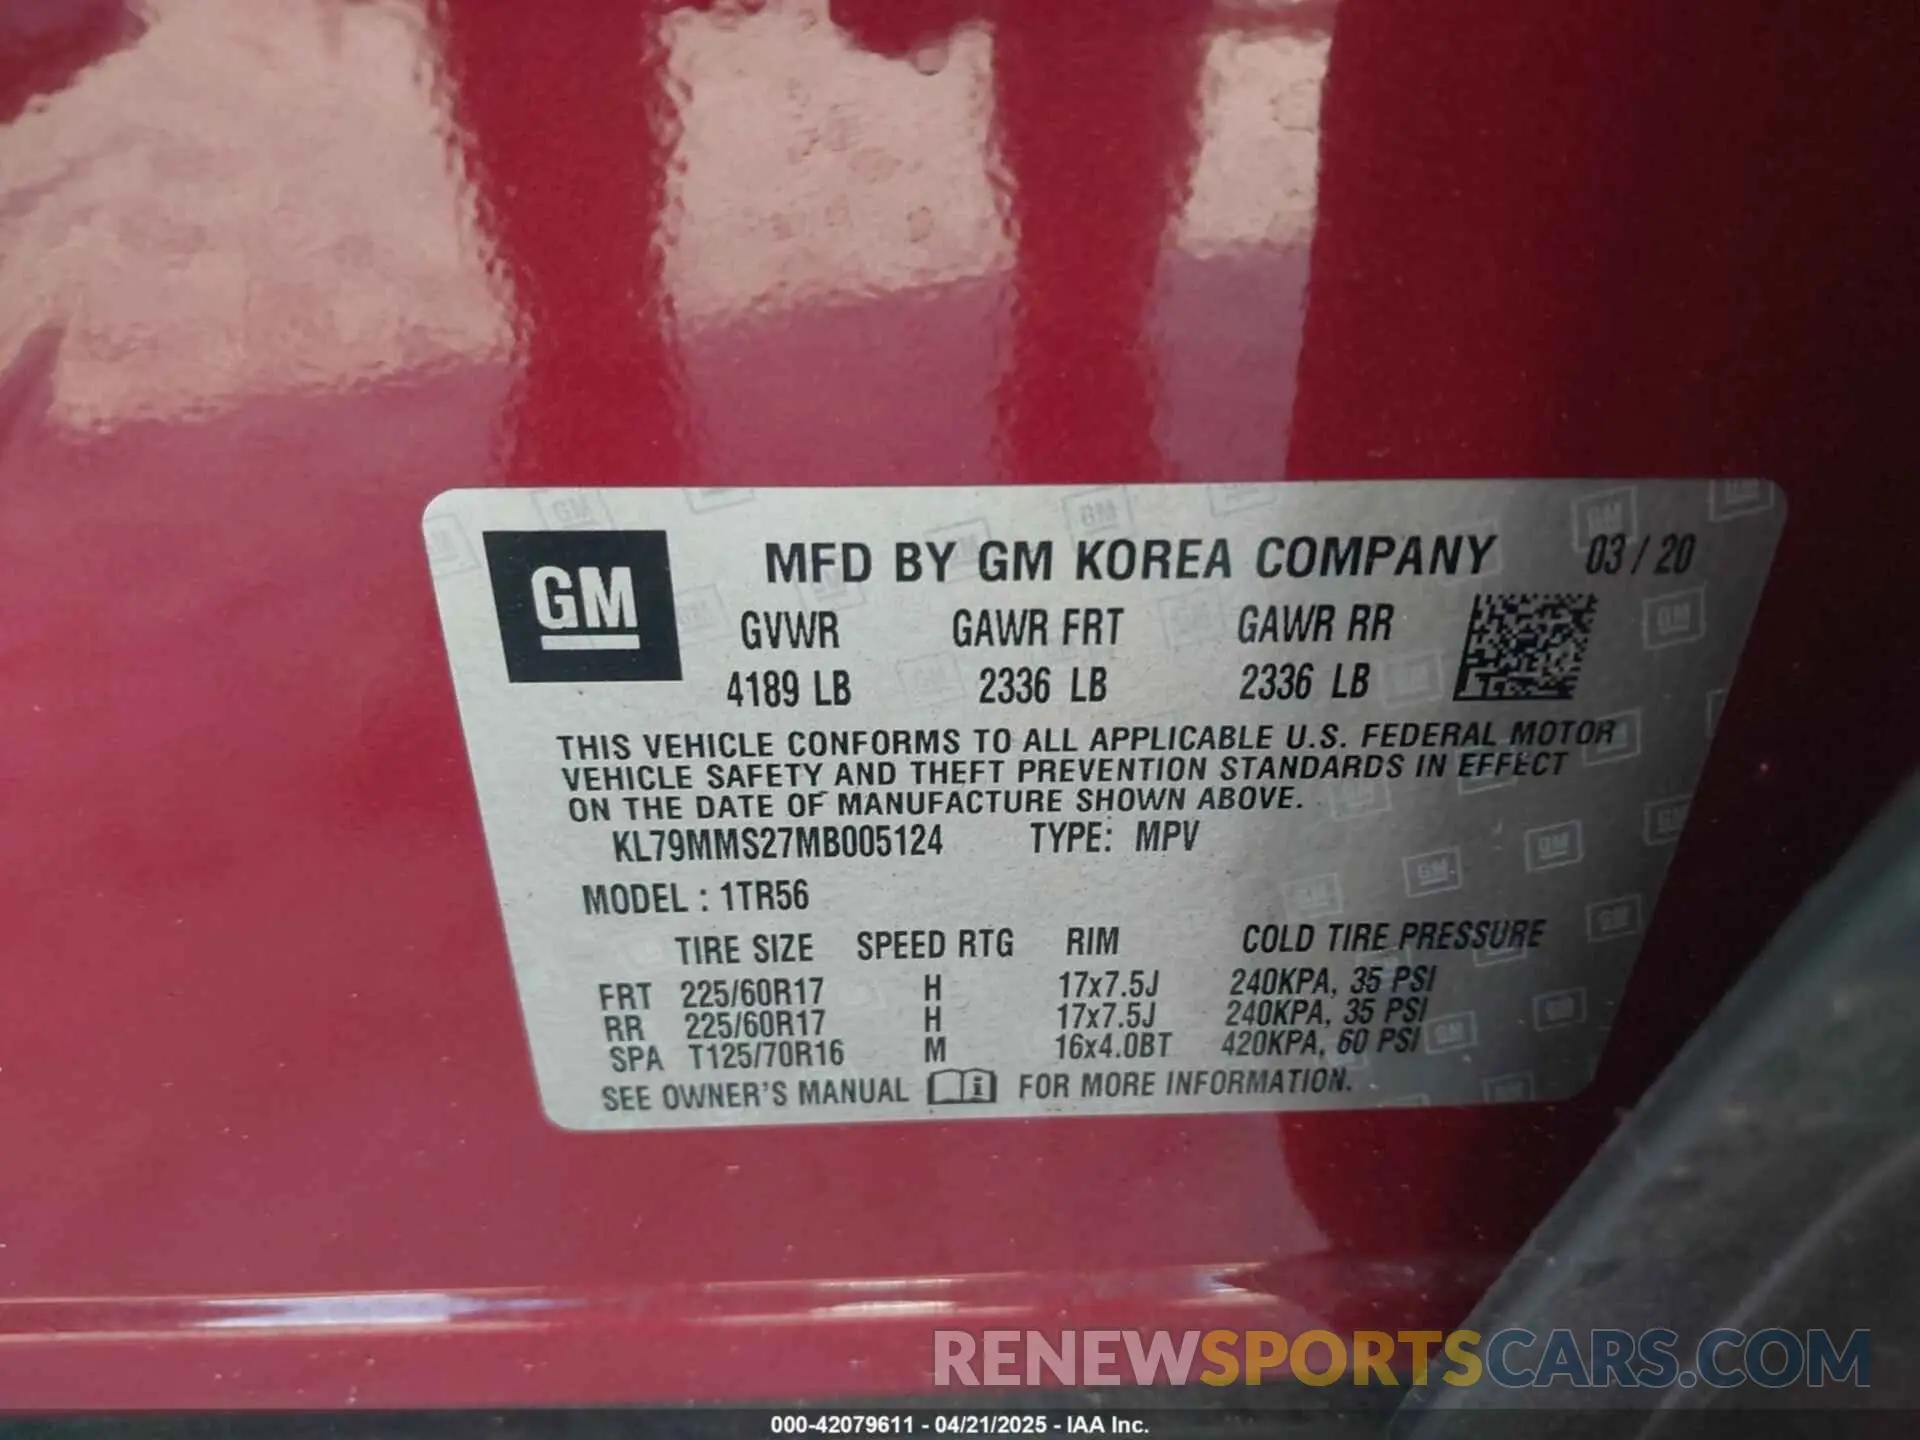 GM
MFD BY GM KOREA COMPANY 03/20
GVWR GAWR FRT GAWR RR
4189 LB 2336 LB 2336 LB
THIS VEHICLE CONFORMS TO ALL APPLICABLE U.S. FEDERAL MOTOR
VEHICLE SAFETY AND THEFT PREVENTION STANDARDS IN EFFECT
ON THE DATE OF MANUFACTURE SHOWN ABOVE.
KL79MMS27MB005124 TYPE: MPV
MODEL : 1TR56
TIRE SIZE SPEED RTG RIM COLD TIRE PRESSURE
FRT 225/60R17 H 17x7.5J 240KPA, 35 PSI
RR 225/60R17 H 17x7.5J 240KPA, 35 PSI
SPA T125/70R16 M 16x4.0BT 420KPA, 60 PSI
SEE OWNER'S MANUAL i FOR MORE INFORMATION.
RENEWSPORTSCARS.COM
000-42079611 - 04/21/2025 - IAA Inc.